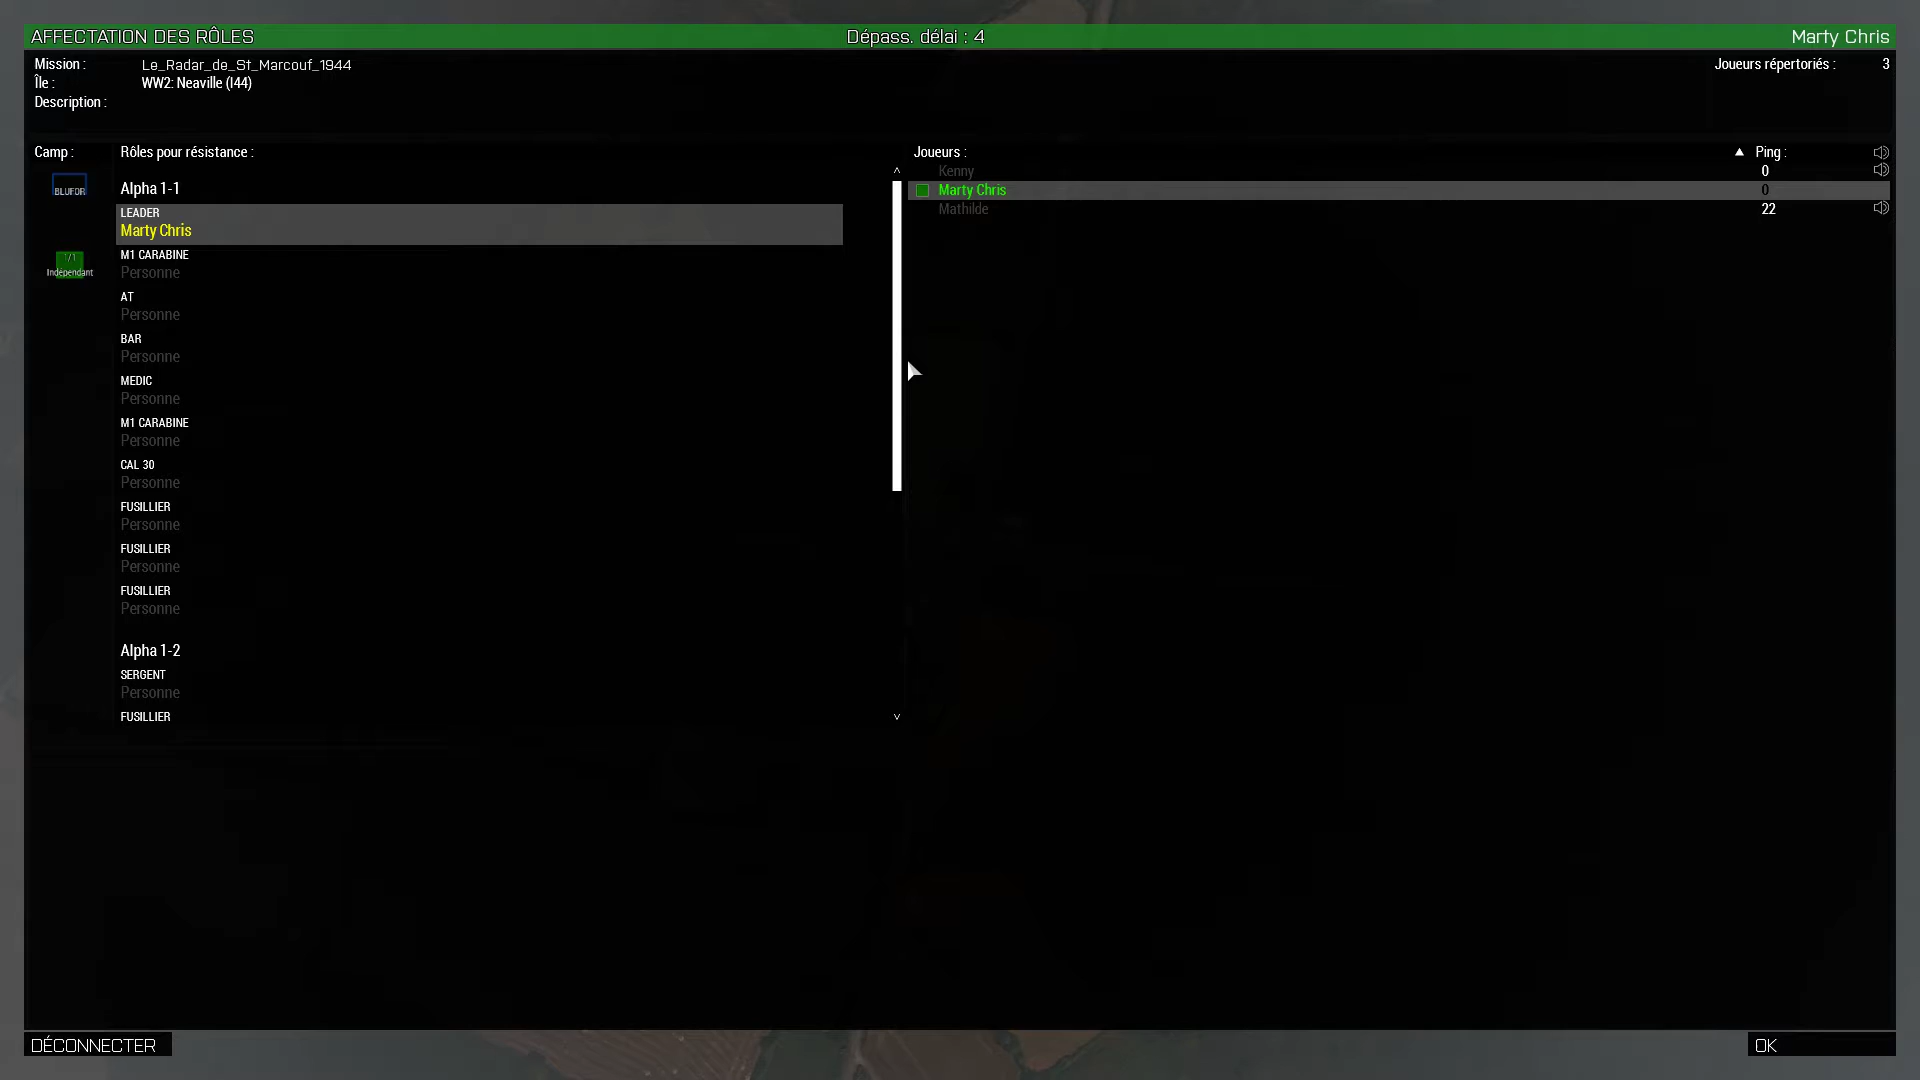 AFFECTATION DES RÔLES
Dépass. délai : 4
Marty Chris
Mission :
Le_Radar_de_St_Marcouf_1944
Joueurs répertoriés :
3
Île :
WW2: Neaville (I44)
Description :
Camp :
Rôles pour résistance :
Joueurs :
Ping :
BLUFOR
1/1
Indépendant
Alpha 1-1
LEADER
Marty Chris
M1 CARABINE
Personne
AT
Personne
BAR
Personne
MEDIC
Personne
M1 CARABINE
Personne
CAL 30
Personne
FUSILLIER
Personne
FUSILLIER
Personne
FUSILLIER
Personne
Alpha 1-2
SERGENT
Personne
FUSILLIER
Kenny
0
Marty Chris
0
Mathilde
22
DÉCONNECTER
OK